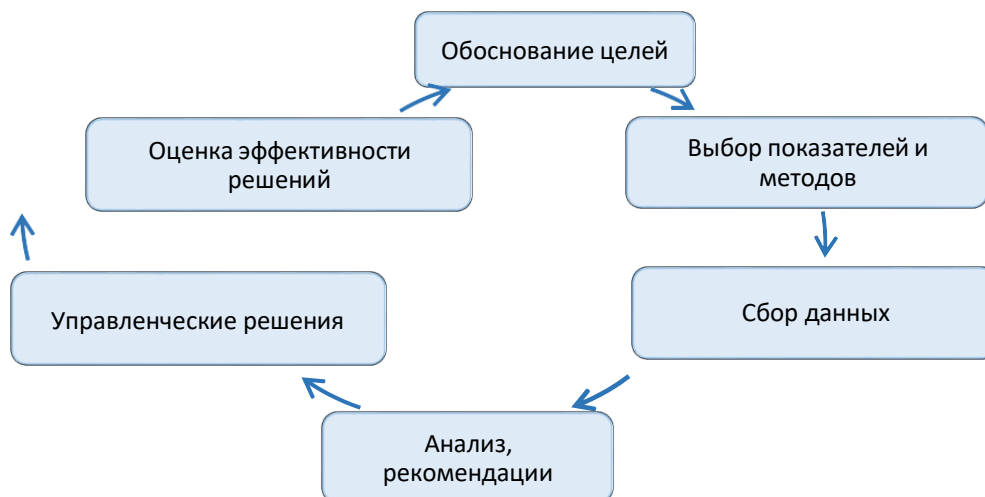 Обоснование целей
Выбор показателей и
методов
Сбор данных
Анализ,
рекомендации
Управленческие решения
Оценка эффективности
решений